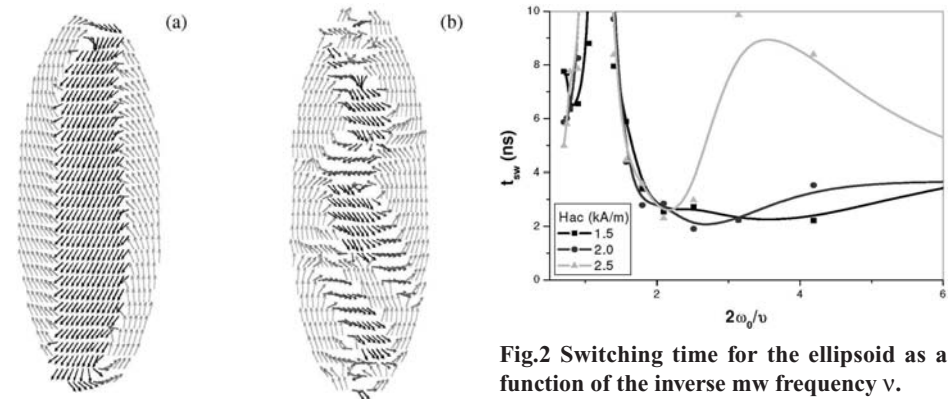 (a)
(b)
10
8
6
4
2
0
t_sw (ns)
Hac (kA/m)
1.5
2.0
2.5
2
4
6
2ω₀/υ
Fig.2 Switching time for the ellipsoid as a
function of the inverse mw frequency ν.